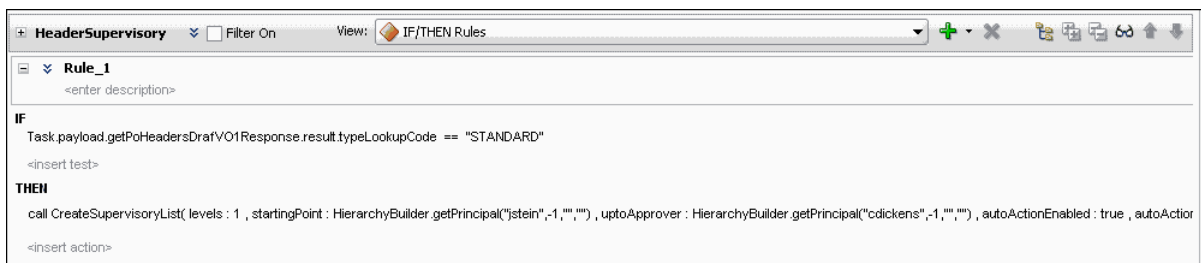 HeaderSupervisory Filter On View: IF/THEN Rules
Rule_1
<enter description>
IF
Task.payload.getPoHeadersDrafVO1Response.result.typeLookupCode == "STANDARD"
<insert test>
THEN
call CreateSupervisoryList( levels : 1 , startingPoint : HierarchyBuilder.getPrincipal("jstein",-1,"","") , uptoApprover : HierarchyBuilder.getPrincipal("cdickens",-1,"","") , autoActionEnabled : true , autoAction
<insert action>